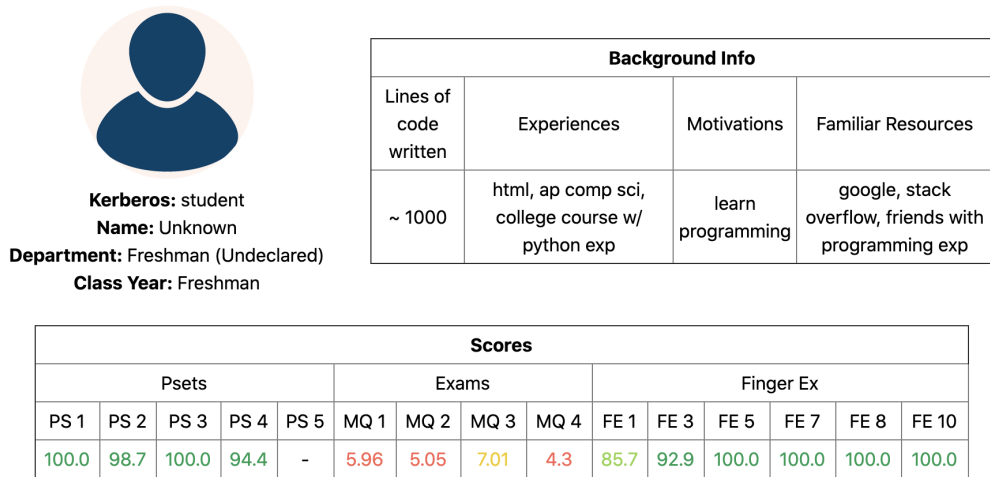 Kerberos: student
Name: Unknown
Department: Freshman (Undeclared)
Class Year: Freshman
Background Info
Lines of
code
written
Experiences
Motivations
Familiar Resources
~ 1000
html, ap comp sci,
college course w/
python exp
learn
programming
google, stack
overflow, friends with
programming exp
Scores
Psets Exams Finger Ex
PS 1 PS 2 PS 3 PS 4 PS 5 MQ 1 MQ 2 MQ 3 MQ 4 FE 1 FE 3 FE 5 FE 7 FE 8 FE 10
100.0 98.7 100.0 94.4 - 5.96 5.05 7.01 4.3 85.7 92.9 100.0 100.0 100.0 100.0